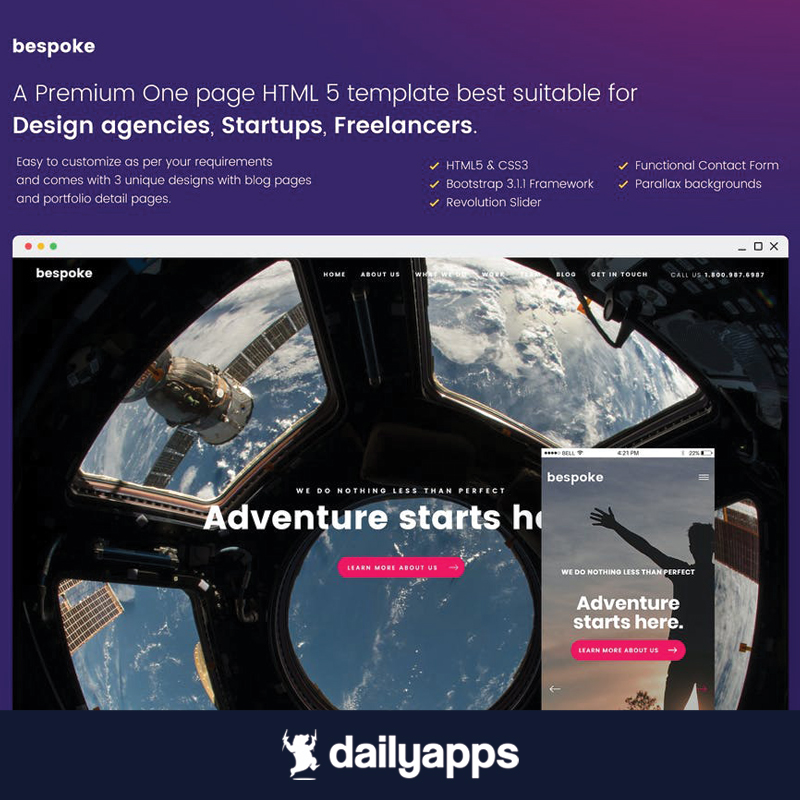 bespoke
A Premium One page HTML 5 template best suitable for
Design agencies, Startups, Freelancers.
Easy to customize as per your requirements
and comes with 3 unique designs with blog pages
and portfolio detail pages.
HTML5 & CSS3
Bootstrap 3.1.1 Framework
Revolution Slider
Functional Contact Form
Parallax backgrounds
bespoke
HOME ABOUT US WHAT WE DO WORK BLOG GET IN TOUCH CALL US 1.800.987.6987
WE DO NOTHING LESS THAN PERFECT
Adventure starts he
LEARN MORE ABOUT US
BELL 4:21 PM 22%
bespoke
WE DO NOTHING LESS THAN PERFECT
Adventure
starts here.
LEARN MORE ABOUT US
dailyapps